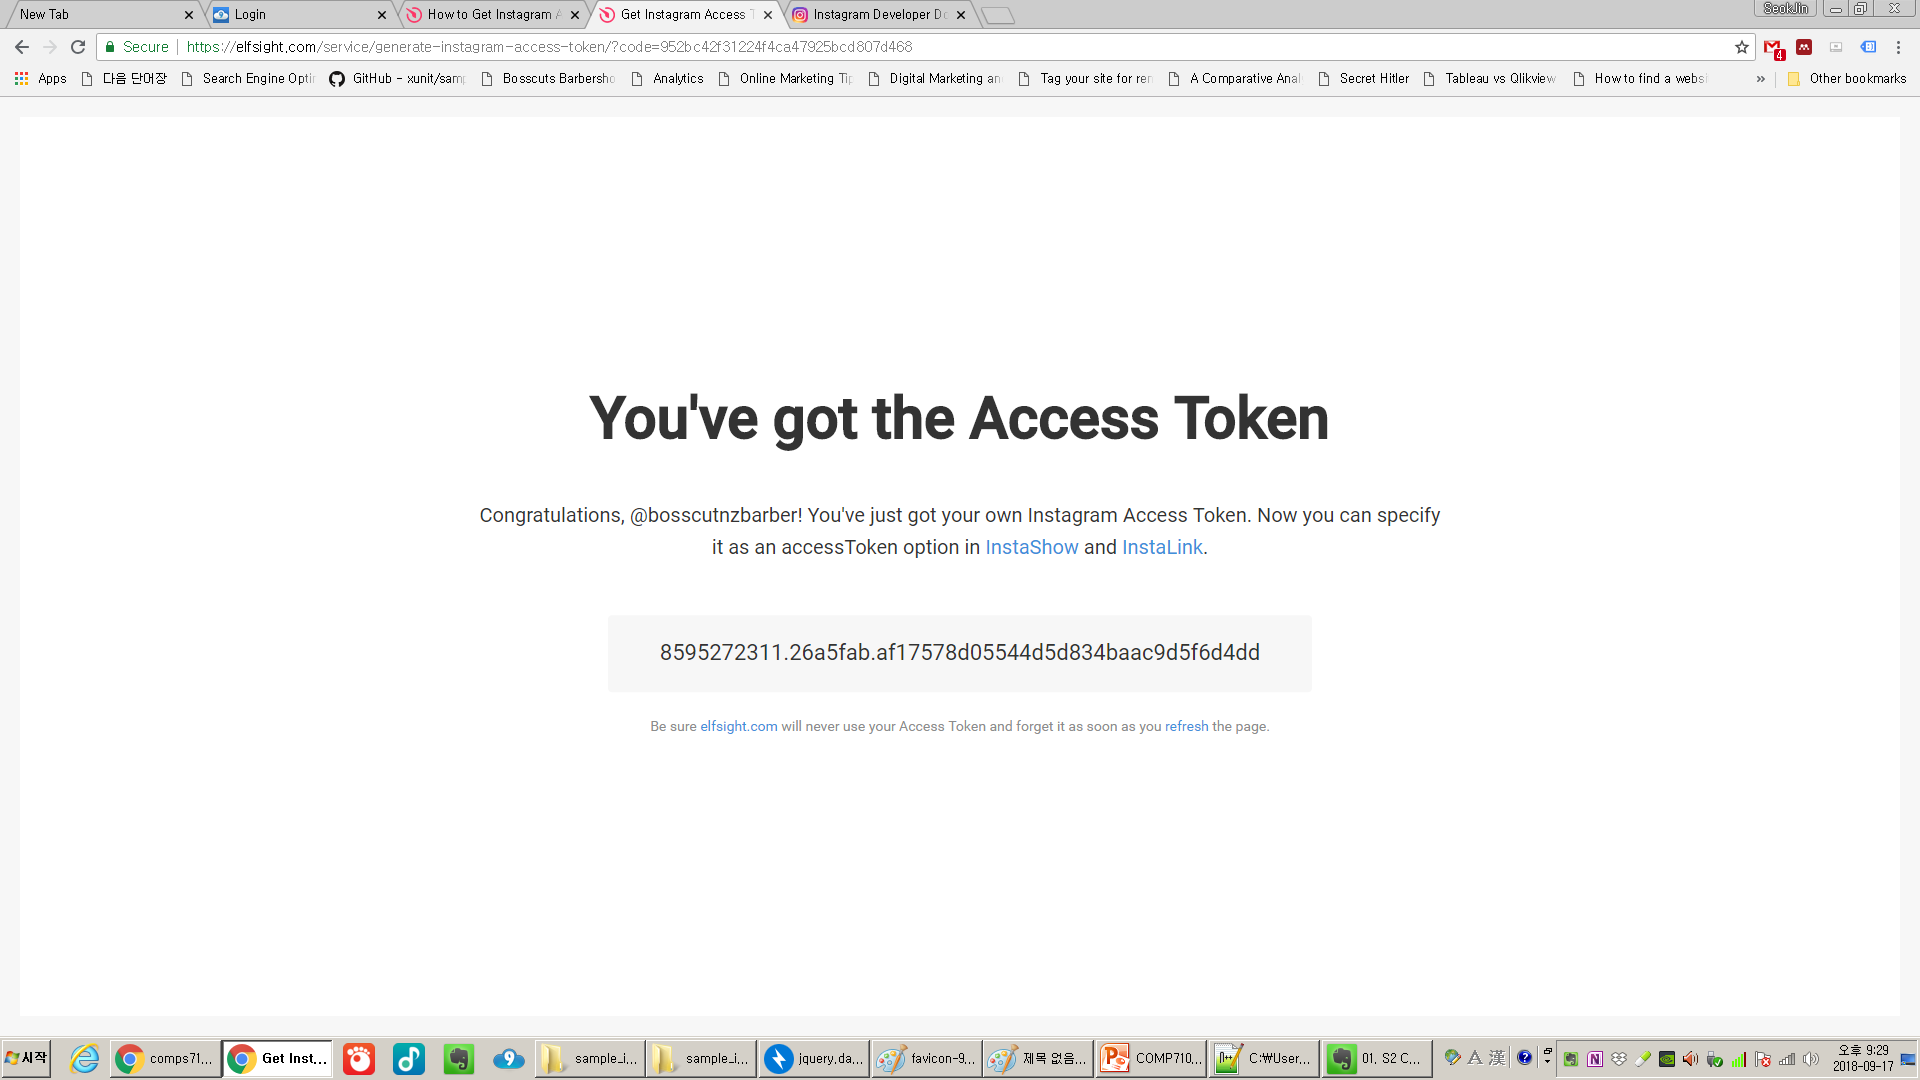 New Tab
Login
How to Get Instagram A
Get Instagram Access T
Instagram Developer Do
SeokJin
Secure
https://elfsight.com/service/generate-instagram-access-token/?code=952bc42f31224f4ca47925bcd807d468
4
Apps
다음 단어장
Search Engine Opti
GitHub - xunit/samp
Bosscuts Barbersho
Analytics
Online Marketing Tip
Digital Marketing an
Tag your site for rem
A Comparative Anal
Secret Hitler
Tableau vs Qlikview
How to find a websi
»
Other bookmarks
You've got the Access Token
Congratulations, @bosscutnzbarber! You've just got your own Instagram Access Token. Now you can specify
it as an accessToken option in InstaShow and InstaLink.
8595272311.26a5fab.af17578d05544d5d834baac9d5f6d4dd
Be sure elfsight.com will never use your Access Token and forget it as soon as you refresh the page.
시작
comps71...
Get Inst...
9
sample_i...
sample_i...
jquery.da...
favicon-9...
제목 없음...
COMP710...
C:₩User...
01. S2 C...
A 漢
오후 9:29
2018-09-17